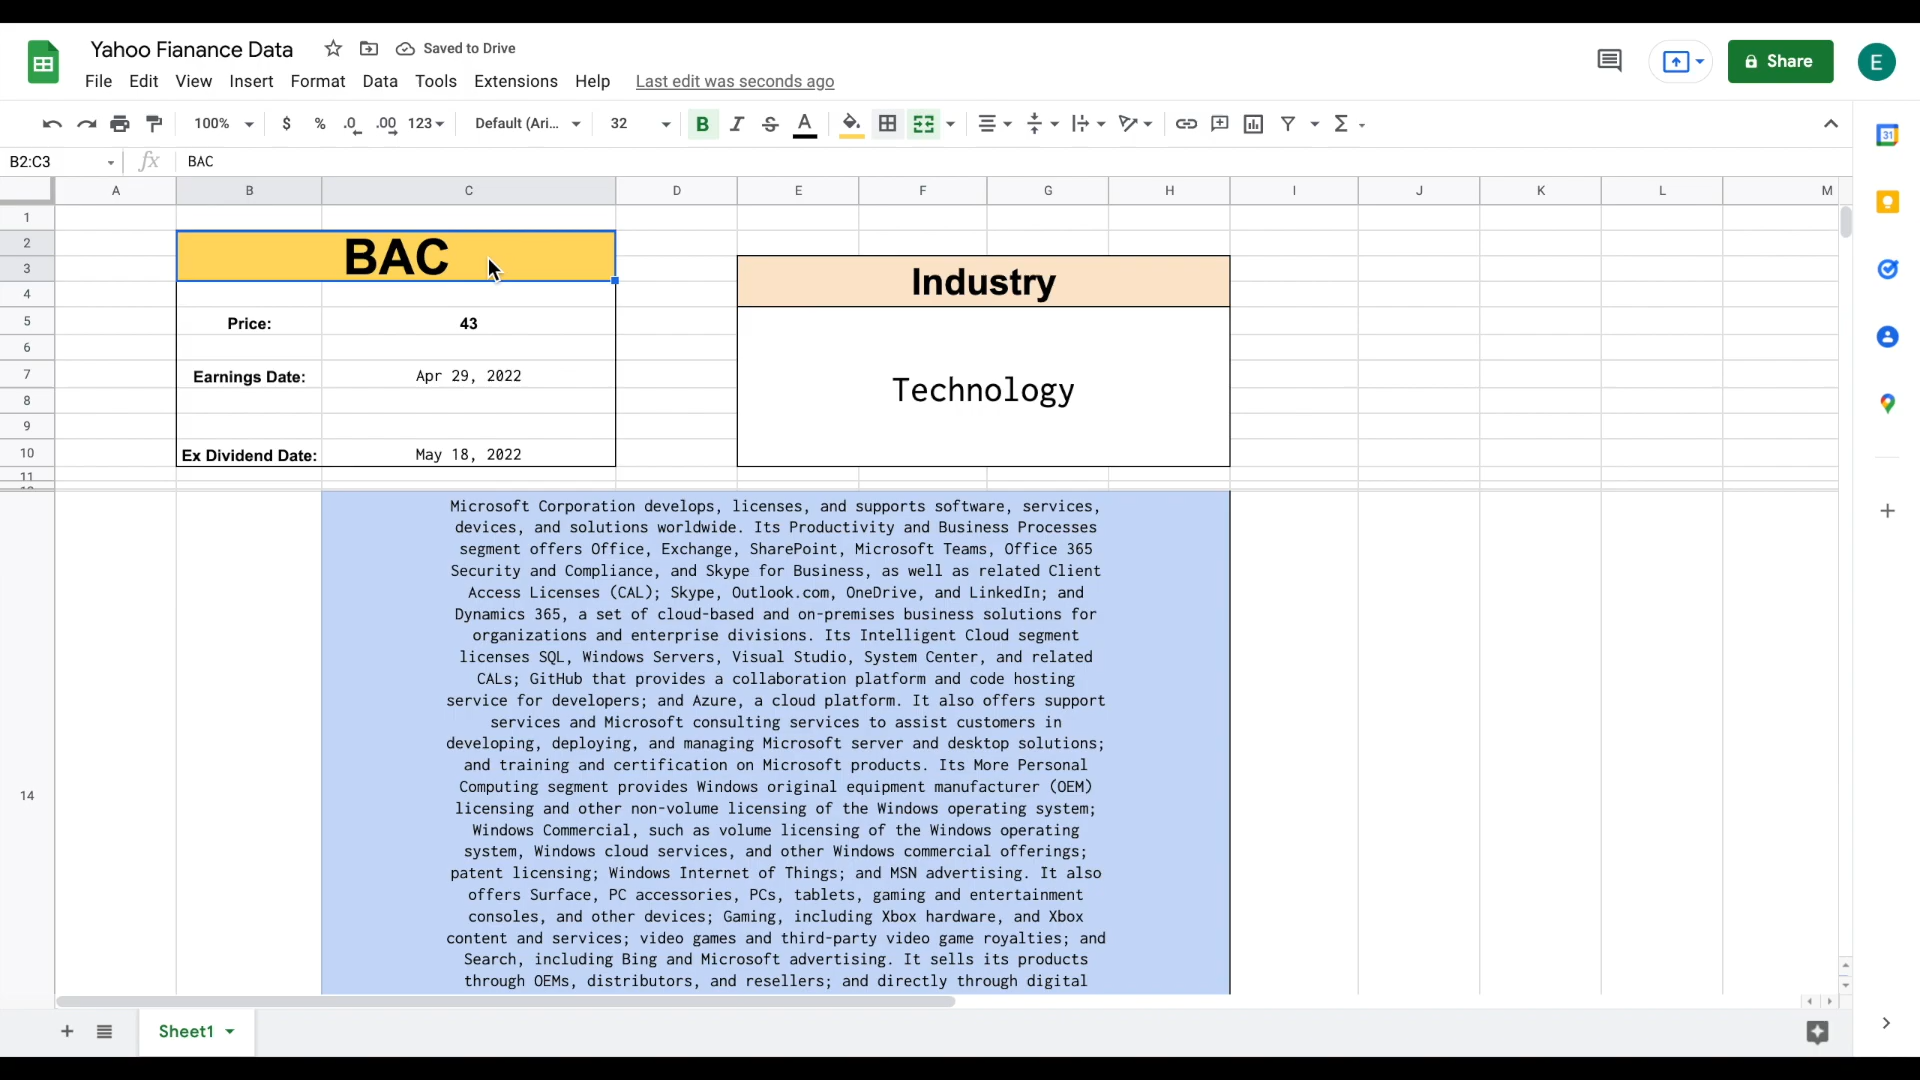 Yahoo Fianance Data
Saved to Drive
File Edit View Insert Format Data Tools Extensions Help Last edit was seconds ago
Share
E
100% $ % .0 .00 123 Default (Ari... 32 B I S A
B2:C3 fx BAC
A B C D E F G H I J K L M
1
2
3
4
5
6
7
8
9
10
11
14
BAC
Price: 43
Earnings Date: Apr 29, 2022
Ex Dividend Date: May 18, 2022
Industry
Technology
Microsoft Corporation develops, licenses, and supports software, services,
devices, and solutions worldwide. Its Productivity and Business Processes
segment offers Office, Exchange, SharePoint, Microsoft Teams, Office 365
Security and Compliance, and Skype for Business, as well as related Client
Access Licenses (CAL); Skype, Outlook.com, OneDrive, and LinkedIn; and
Dynamics 365, a set of cloud-based and on-premises business solutions for
organizations and enterprise divisions. Its Intelligent Cloud segment
licenses SQL, Windows Servers, Visual Studio, System Center, and related
CALs; GitHub that provides a collaboration platform and code hosting
service for developers; and Azure, a cloud platform. It also offers support
services and Microsoft consulting services to assist customers in
developing, deploying, and managing Microsoft server and desktop solutions;
and training and certification on Microsoft products. Its More Personal
Computing segment provides Windows original equipment manufacturer (OEM)
licensing and other non-volume licensing of the Windows operating system;
Windows Commercial, such as volume licensing of the Windows operating
system, Windows cloud services, and other Windows commercial offerings;
patent licensing; Windows Internet of Things; and MSN advertising. It also
offers Surface, PC accessories, PCs, tablets, gaming and entertainment
consoles, and other devices; Gaming, including Xbox hardware, and Xbox
content and services; video games and third-party video game royalties; and
Search, including Bing and Microsoft advertising. It sells its products
through OEMs, distributors, and resellers; and directly through digital
31
Sheet1